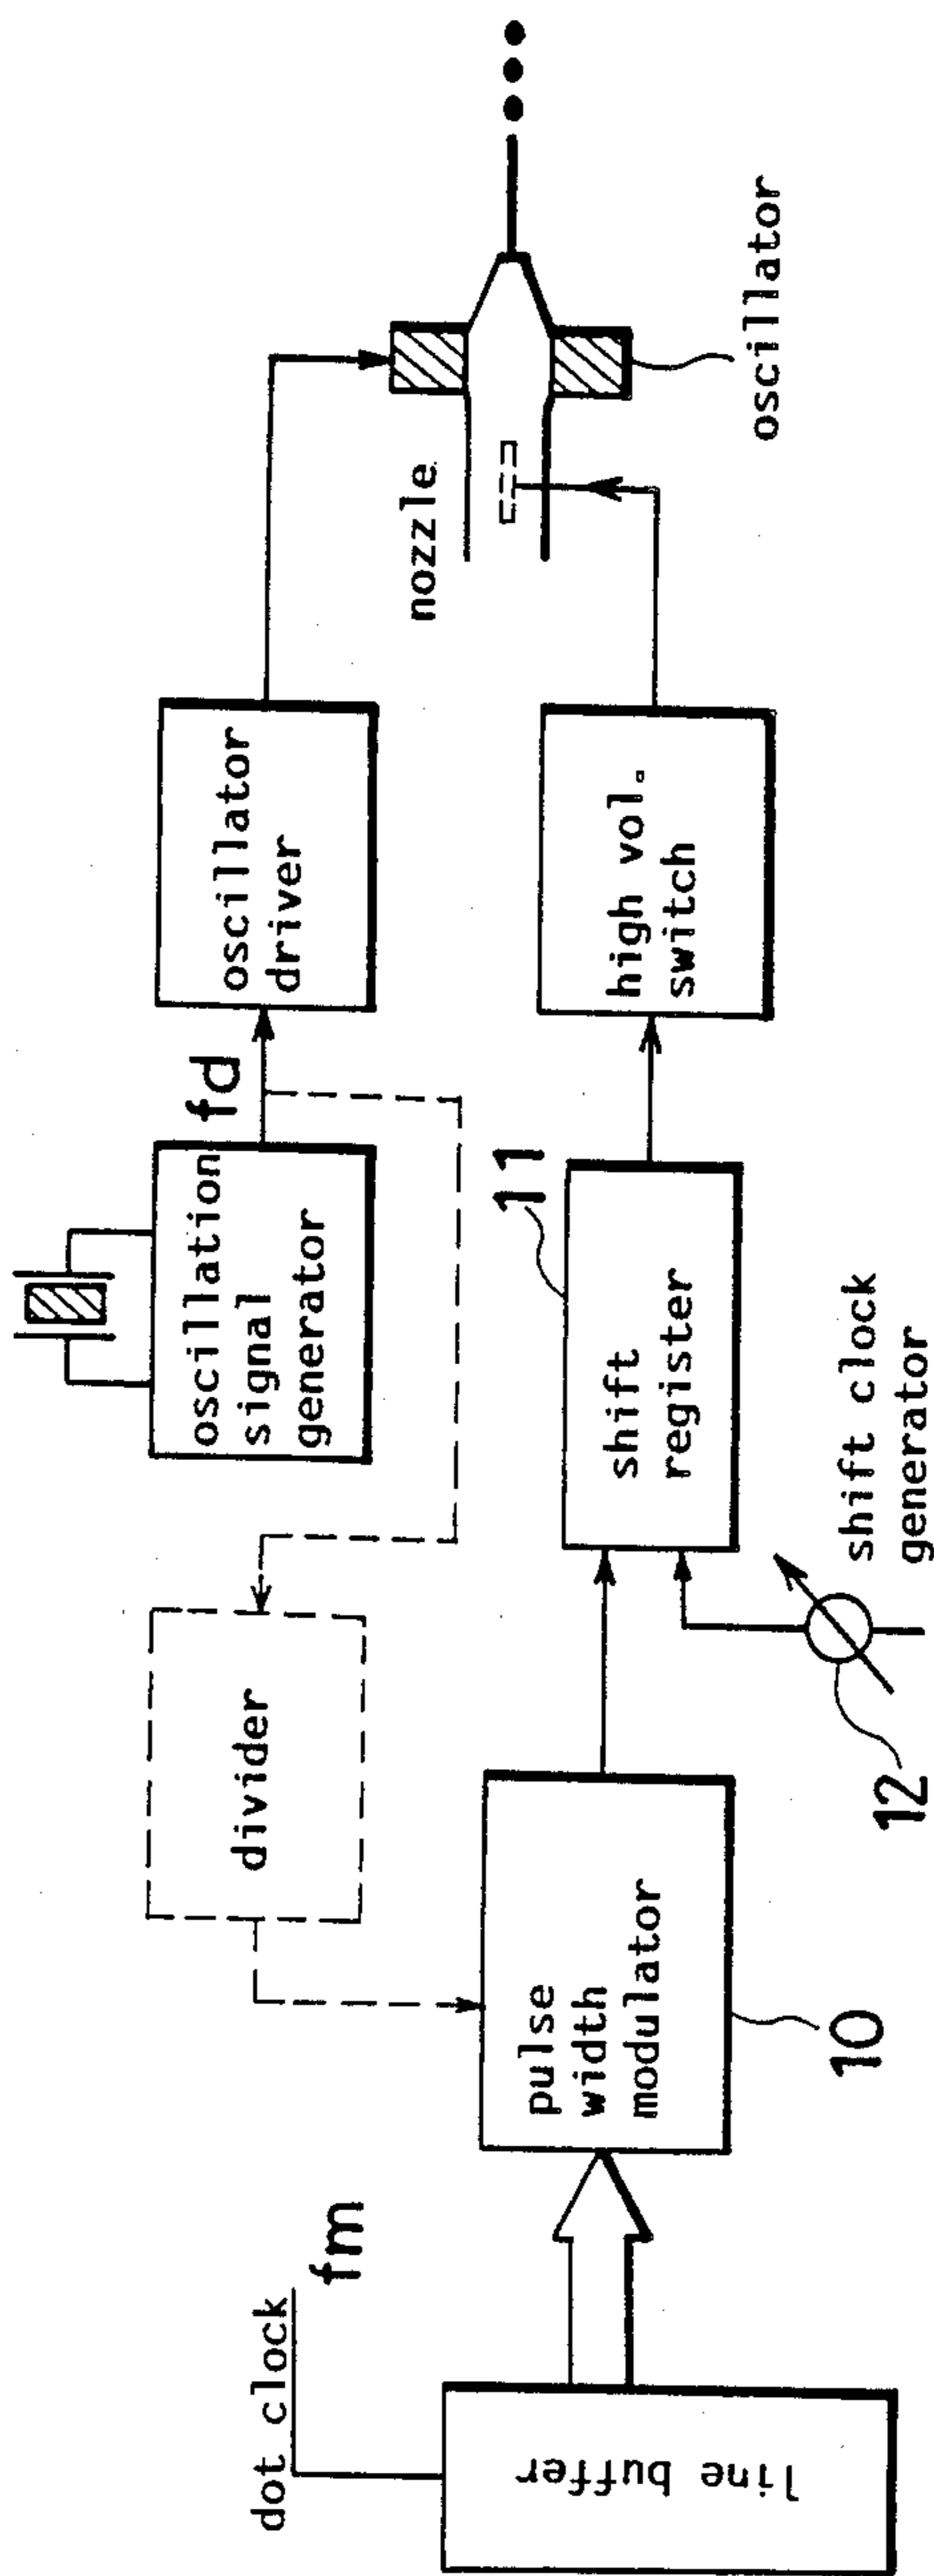 dot clock
fm
line buffer
pulse
width
modulator
10
divider
oscillation
signal
generator
fd
oscillator
driver
shift
register
11
12
shift clock
generator
high vol.
switch
nozzle
oscillator